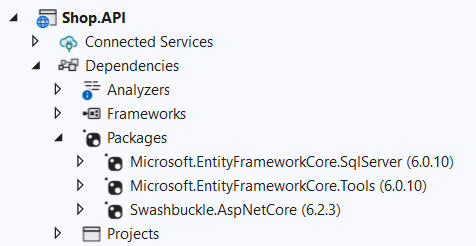 Shop.API
Connected Services
Dependencies
Analyzers
Frameworks
Packages
Microsoft.EntityFrameworkCore.SqlServer (6.0.10)
Microsoft.EntityFrameworkCore.Tools (6.0.10)
Swashbuckle.AspNetCore (6.2.3)
Projects